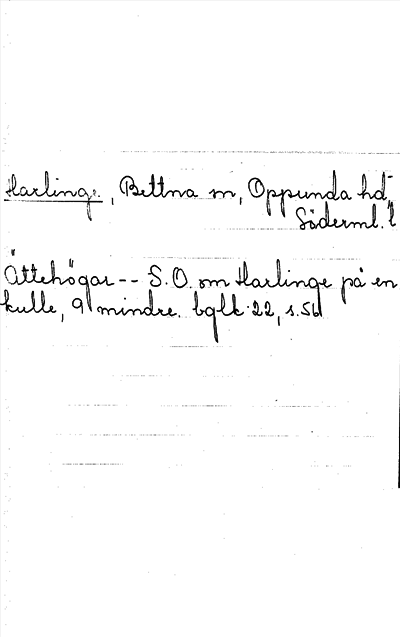 Harlinge, Bettna sn, Oppunda hd,
Söderml. l
Ättehögar -- S.O. om Harlinge på en
kulle, 9 mindre. bglk 22, s. 56